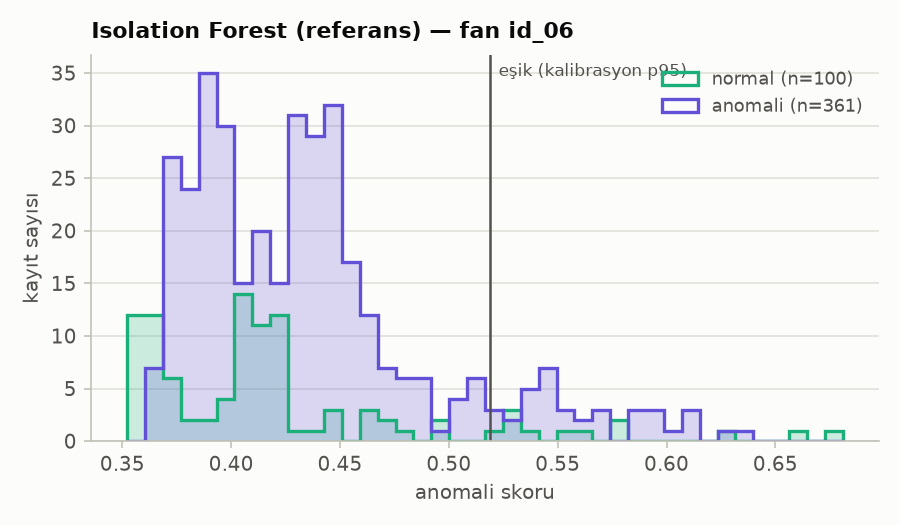 Isolation Forest (referans) — fan id_06
eşik (kalibrasyon p95)
normal (n=100)
anomali (n=361)
kayıt sayısı
35
30
25
20
15
10
5
0
0.35 0.40 0.45 0.50 0.55 0.60 0.65
anomali skoru